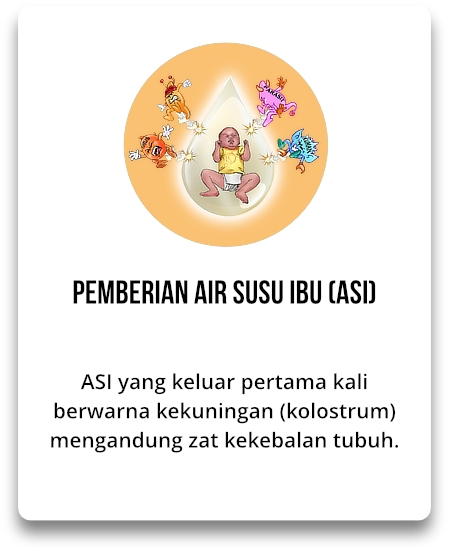 PEMBERIAN AIR SUSU IBU (ASI)
ASI yang keluar pertama kali
berwarna kekuningan (kolostrum)
mengandung zat kekebalan tubuh.